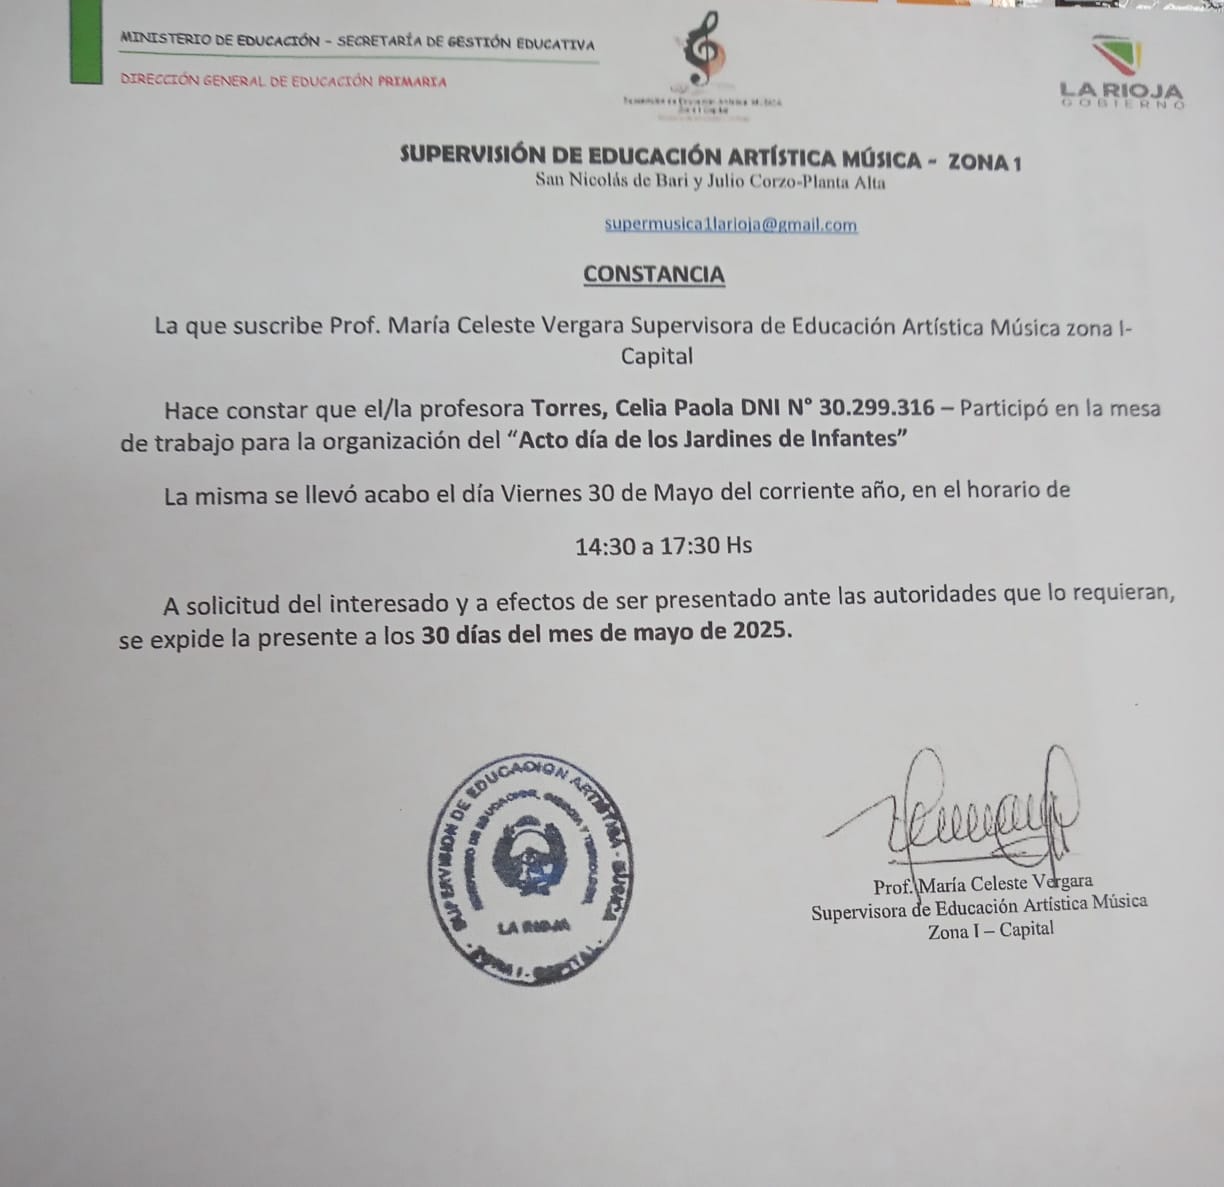 MINISTERIO DE EDUCACIÓN - SECRETARÍA DE GESTIÓN EDUCATIVA
DIRECCIÓN GENERAL DE EDUCACIÓN PRIMARIA
LA RIOJA
GOBIERNO
SUPERVISIÓN DE EDUCACIÓN ARTÍSTICA MÚSICA - ZONA 1
San Nicolás de Bari y Julio Corzo-Planta Alta
supermusica1larioja@gmail.com
CONSTANCIA
La que suscribe Prof. María Celeste Vergara Supervisora de Educación Artística Música zona I-
Capital
Hace constar que el/la profesora Torres, Celia Paola DNI N° 30.299.316 – Participó en la mesa
de trabajo para la organización del “Acto día de los Jardines de Infantes”
La misma se llevó acabo el día Viernes 30 de Mayo del corriente año, en el horario de
14:30 a 17:30 Hs
A solicitud del interesado y a efectos de ser presentado ante las autoridades que lo requieran,
se expide la presente a los 30 días del mes de mayo de 2025.
SUPERVISION DE EDUCACION ARTISTICA - MUSICA
LA RIOJA
Prof. María Celeste Vergara
Supervisora de Educación Artística Música
Zona I – Capital